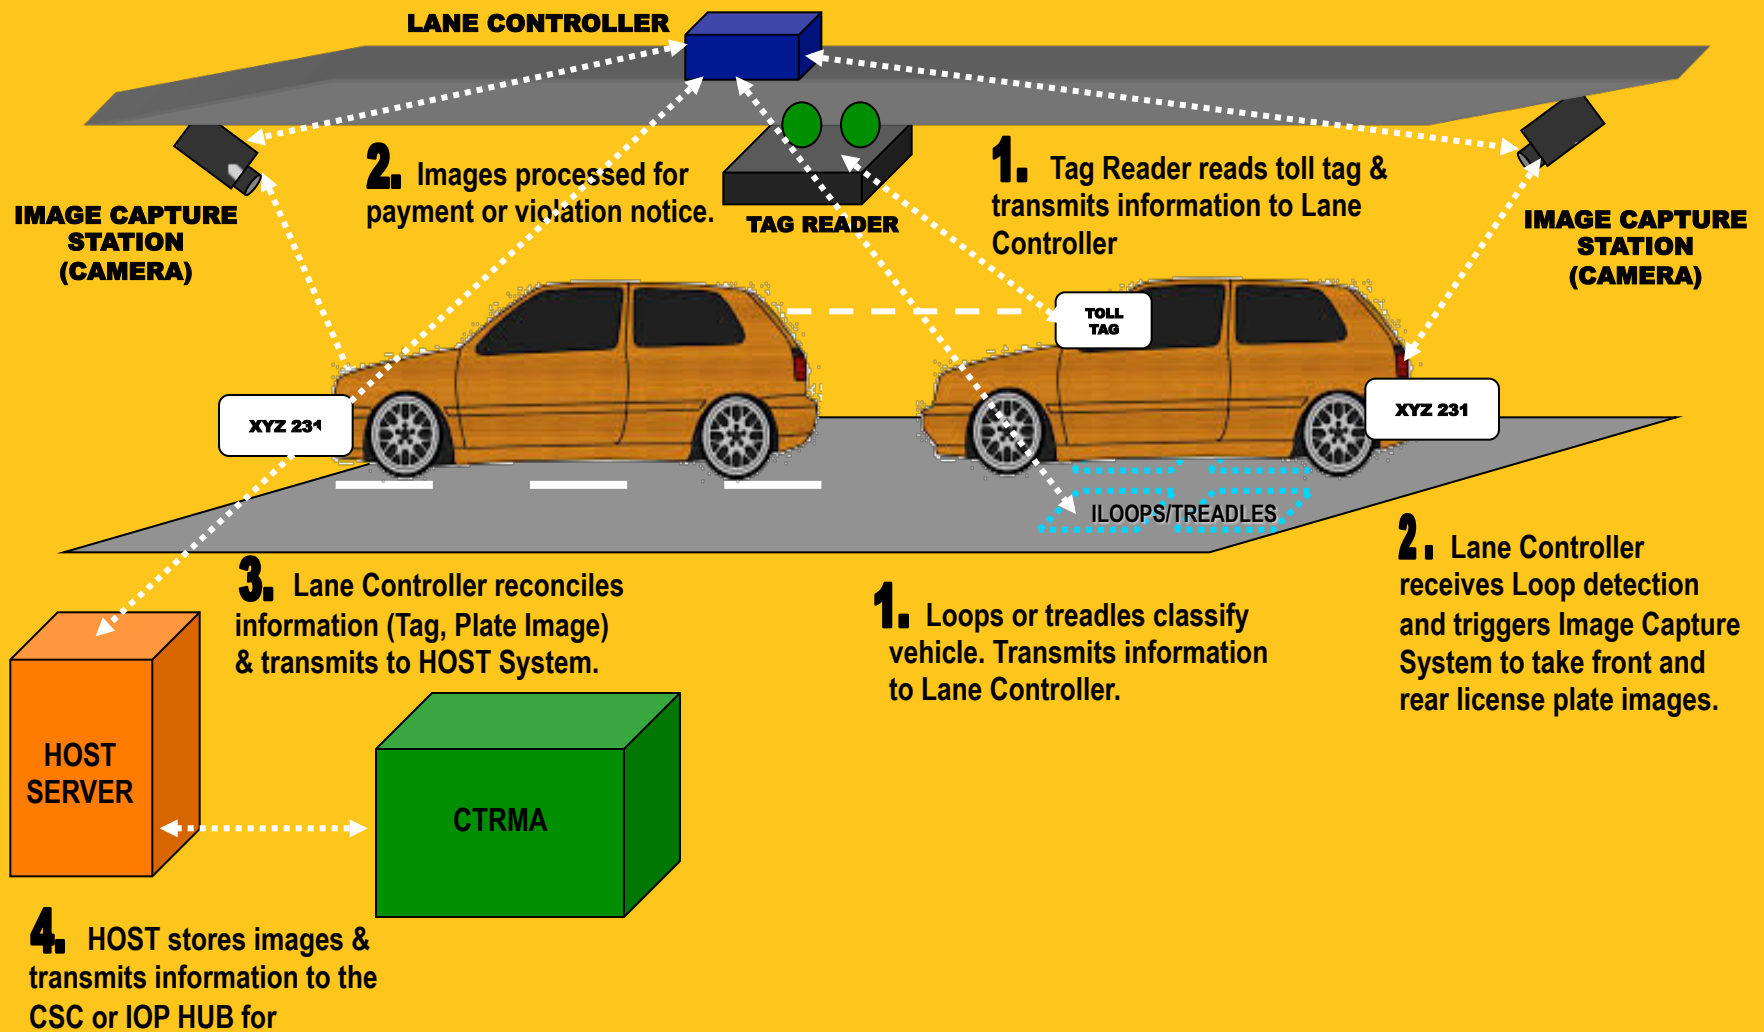 LANE CONTROLLER
2. Images processed for
payment or violation notice.
1. Tag Reader reads toll tag &
transmits information to Lane
Controller
TAG READER
IMAGE CAPTURE
STATION
(CAMERA)
IMAGE CAPTURE
STATION
(CAMERA)
TOLL
TAG
XYZ 231
XYZ 231
ILOOPS/TREADLES
3. Lane Controller reconciles
information (Tag, Plate Image)
& transmits to HOST System.
1. Loops or treadles classify
vehicle. Transmits information
to Lane Controller.
2. Lane Controller
receives Loop detection
and triggers Image Capture
System to take front and
rear license plate images.
HOST
SERVER
CTRMA
4. HOST stores images &
transmits information to the
CSC or IOP HUB for